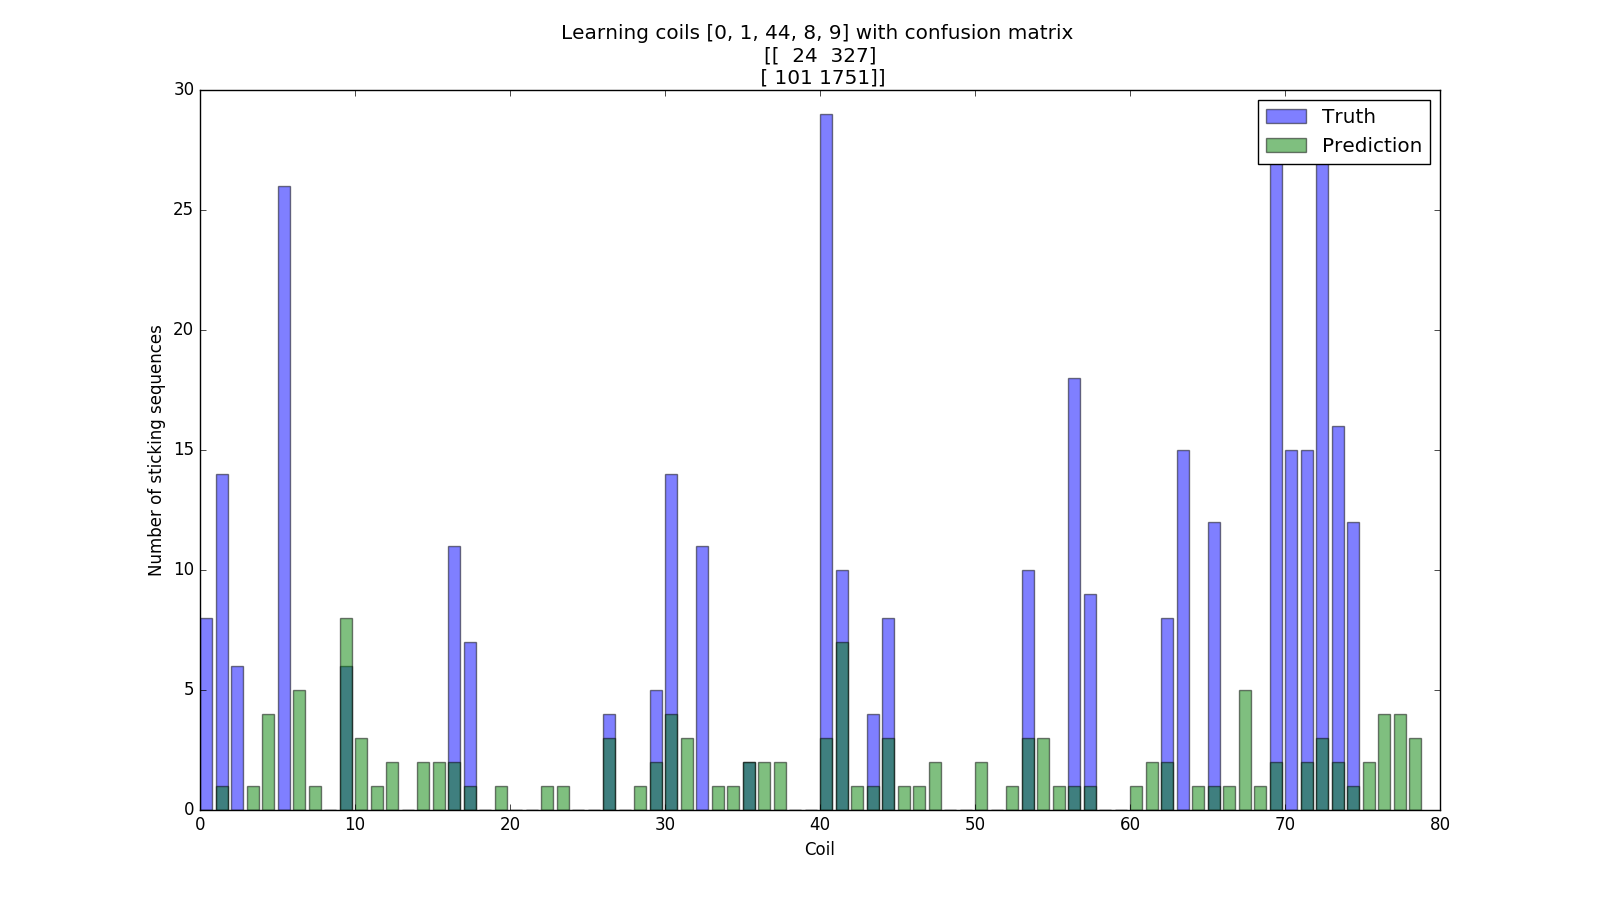 Learning coils [0, 1, 44, 8, 9] with confusion matrix
[[ 24 327]
[ 101 1751]]
30
25
20
15
10
5
0
Number of sticking sequences
Truth
Prediction
0 10 20 30 40 50 60 70 80
Coil